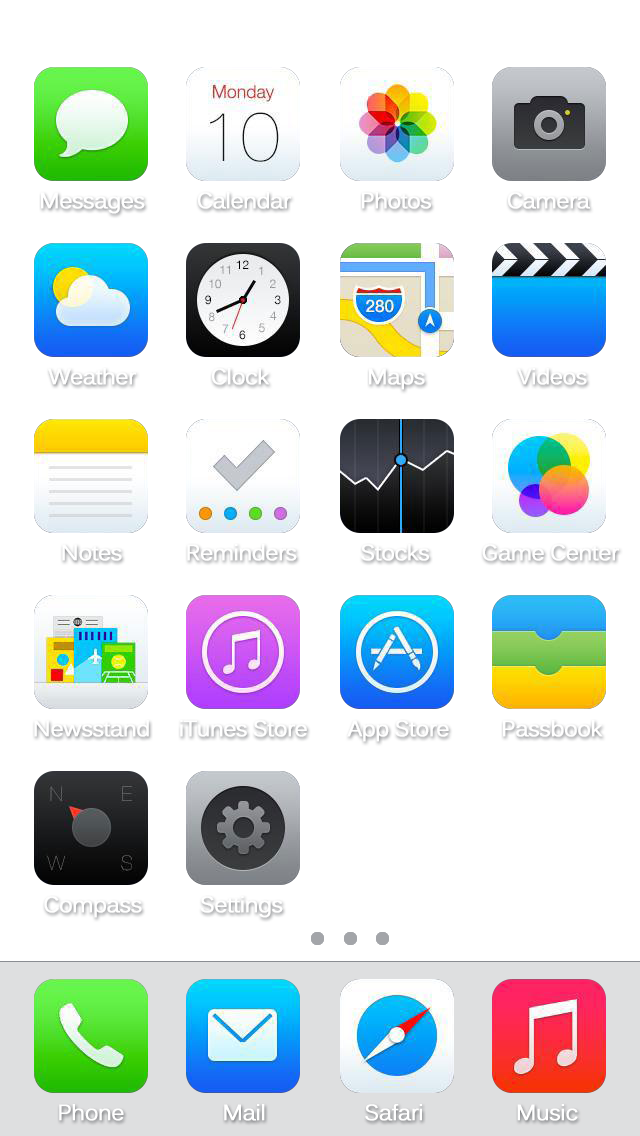 Monday
10
Messages Calendar Photos Camera
11 12 1
10 2
9 3
8 4
7 6 5
280
Weather Clock Maps Videos
Notes Reminders Stocks Game Center
Newsstand iTunes Store App Store Passbook
N E
W S
Compass Settings
Phone Mail Safari Music